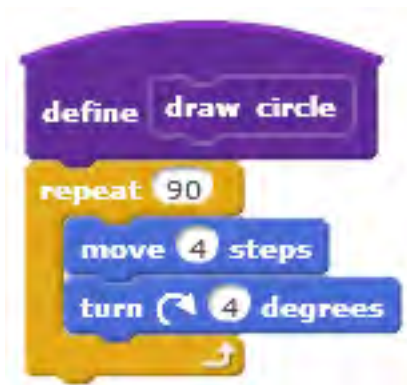 define draw circle
repeat 90
move 4 steps
turn 4 degrees